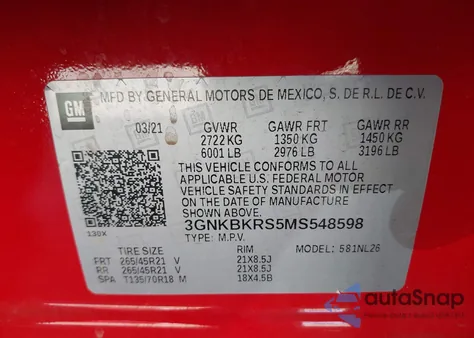 GM
MFD BY GENERAL MOTORS DE MEXICO, S. DE R.L. DE C.V.
03/21 GVWR GAWR FRT GAWR RR
2722 KG 1350 KG 1450 KG
6001 LB 2976 LB 3196 LB
THIS VEHICLE CONFORMS TO ALL
APPLICABLE U.S. FEDERAL MOTOR
VEHICLE SAFETY STANDARDS IN EFFECT
ON THE DATE OF MANUFACTURE
SHOWN ABOVE.
3GNKBKRS5MS548598
130X TYPE: M.P.V. MODEL: 581NL26
TIRE SIZE RIM
FRT 265/45R21 V 21X8.5J
RR 265/45R21 V 21X8.5J
SPA T135/70R18 M 18X4.5B
autoSnap